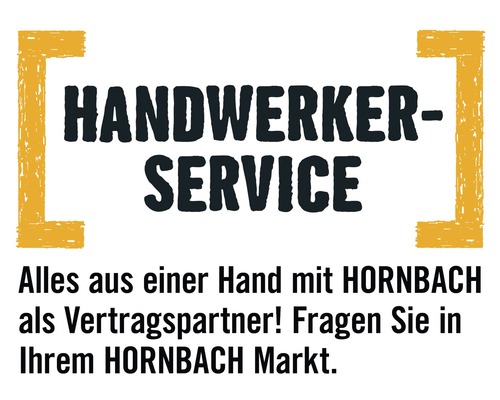 HANDWERKER-
SERVICE
Alles aus einer Hand mit HORNBACH
als Vertragspartner! Fragen Sie in
Ihrem HORNBACH Markt.